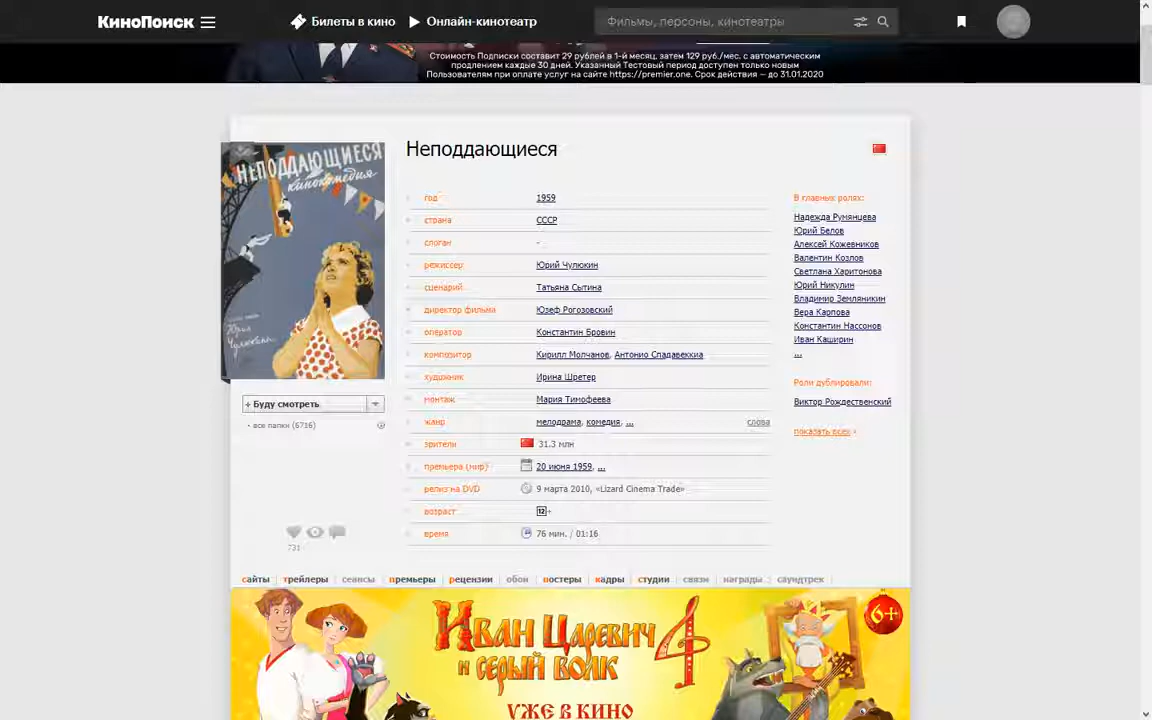 КиноПоиск
Билеты в кино
Онлайн-кинотеатр
Фильмы, персоны, кинотеатры
Стоимость Подписки составит 29 рублей в 1-й месяц, затем 129 руб./мес. с автоматическим
продлением каждые 30 дней. Указанный Тестовый период доступен только новым
Пользователям при оплате услуг на сайте https://premier.one. Срок действия – до 31.01.2020
НЕПОДДАЮЩИЕСЯ
кинокомедия
Юрия
Чулюкин
+ Буду смотреть
• все папки (6736)
731
Неподдающиеся
год 1959
страна СССР
слоган -
режиссер Юрий Чулюкин
сценарий Татьяна Сытина
директор фильма Юзеф Рогозовский
оператор Константин Бровин
композитор Кирилл Молчанов, Антонио Спадавеккиа
художник Ирина Шретер
монтаж Мария Тимофеева
жанр мелодрама, комедия, ... слова
зрители 31.3 млн
премьера (мир) 20 июня 1959, ...
релиз на DVD 9 марта 2010, «Lizard Cinema Trade»
возраст 12+
время 76 мин. / 01:16
В главных ролях:
Надежда Румянцева
Юрий Белов
Алексей Кожевников
Валентин Козлов
Светлана Харитонова
Юрий Никулин
Владимир Земляникин
Вера Карпова
Константин Нассонов
Иван Каширин
...
Роли дублировали:
Виктор Рождественский
показать всех »
сайты | трейлеры | сеансы | премьеры | рецензии | обои | постеры | кадры | студии | связи | награды | саундтрек |
Иван Царевич
и серый волк
4
6+
УЖЕ В КИНО